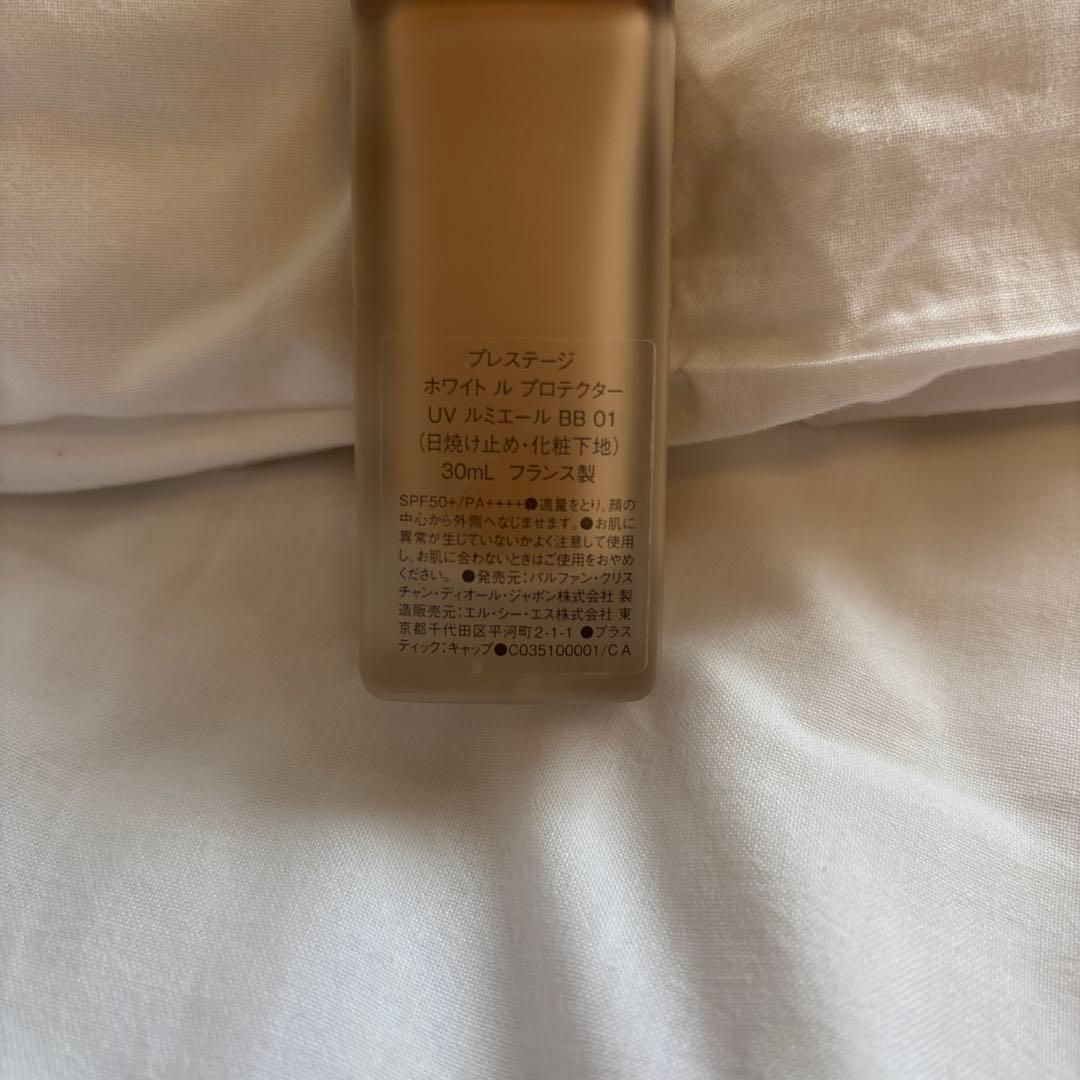 プレステージ
ホワイト ル プロテクター
UV ルミエール BB 01
(日焼け止め・化粧下地)
30mL フランス製
SPF50+/PA++++●適量をとり、顔の
中心から外側へなじませます。●お肌に
異常が生じていないかよく注意して使用
し、お肌に合わないときはご使用をおやめ
ください。 ●発売元:パルファン・クリス
チャン・ディオール・ジャポン株式会社 製
造販売元:エル・シー・エス株式会社 東
京都千代田区平河町2-1-1 ●プラス
ティック:キャップ●C035100001/C A